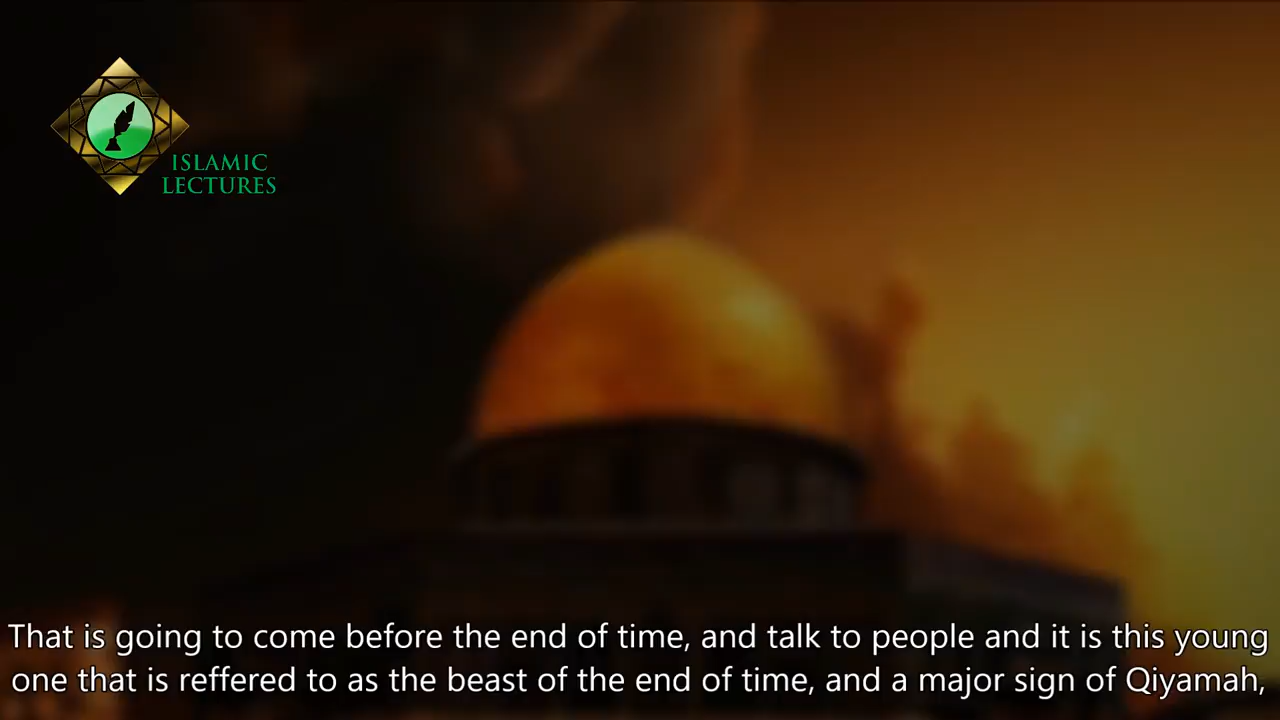 ISLAMIC
LECTURES
That is going to come before the end of time, and talk to people and it is this young
one that is reffered to as the beast of the end of time, and a major sign of Qiyamah,